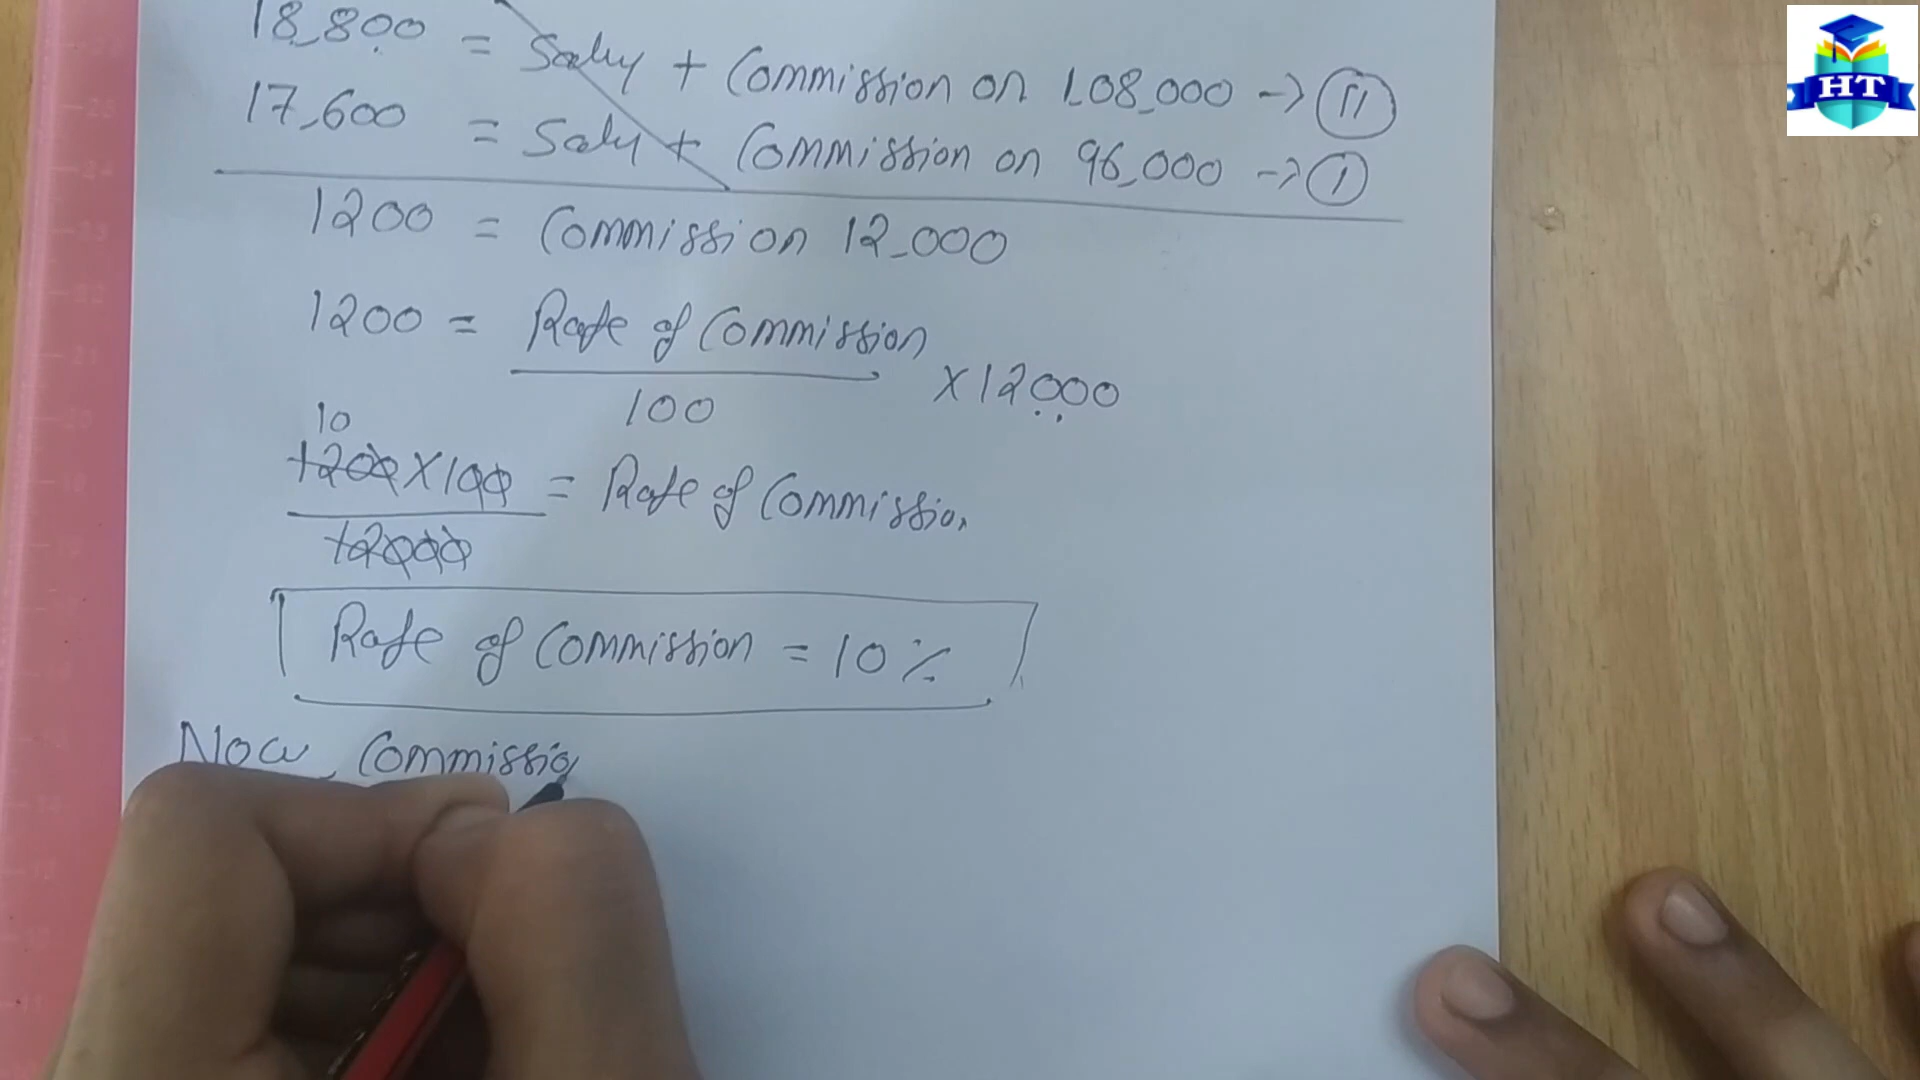 18,800 = Salary + Commission on 1,08,000 -> (II)
17,600 = Salary + Commission on 96,000 -> (I)
1200 = Commission 12,000
1200 = Rate of Commission / 100 × 12000
10
1200 × 100 / 12000 = Rate of Commission
Rate of Commission = 10 %
Now, Commissio
HT